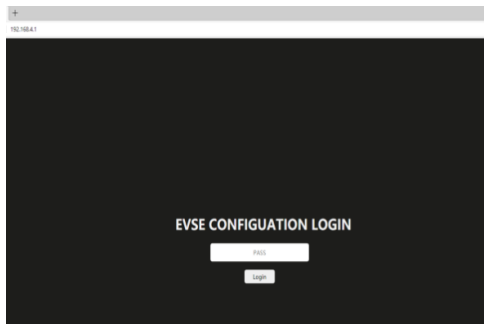 +
192.168.4.1
EVSE CONFIGUATION LOGIN
PASS
Login